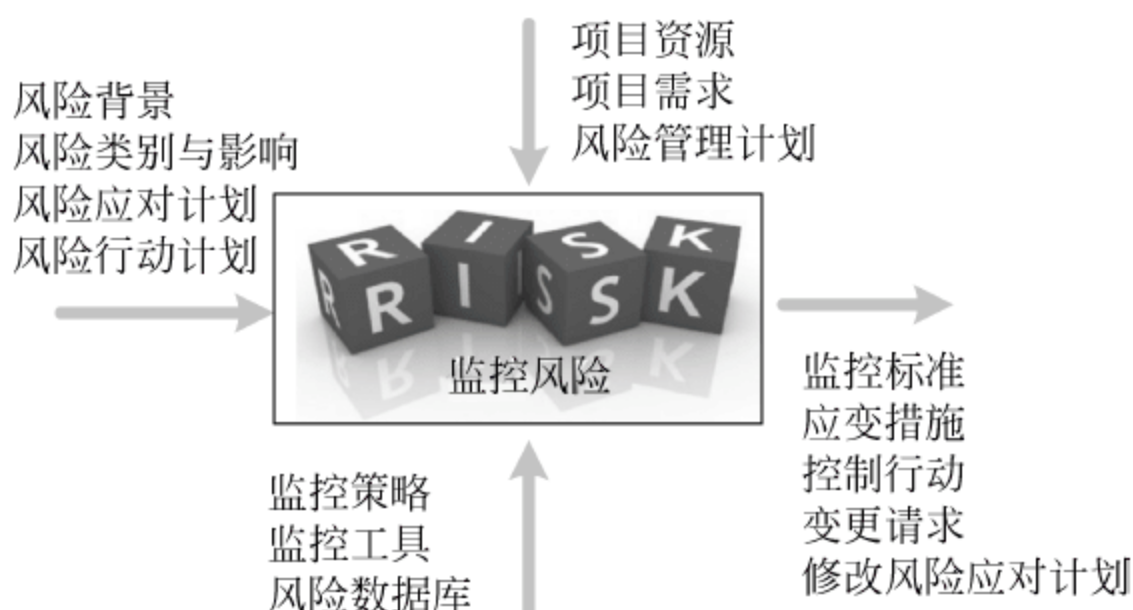 项目资源
项目需求
风险管理计划
风险背景
风险类别与影响
风险应对计划
风险行动计划
R I S K
R R I I S S K
监控风险
监控标准
应变措施
控制行动
变更请求
修改风险应对计划
监控策略
监控工具
风险数据库